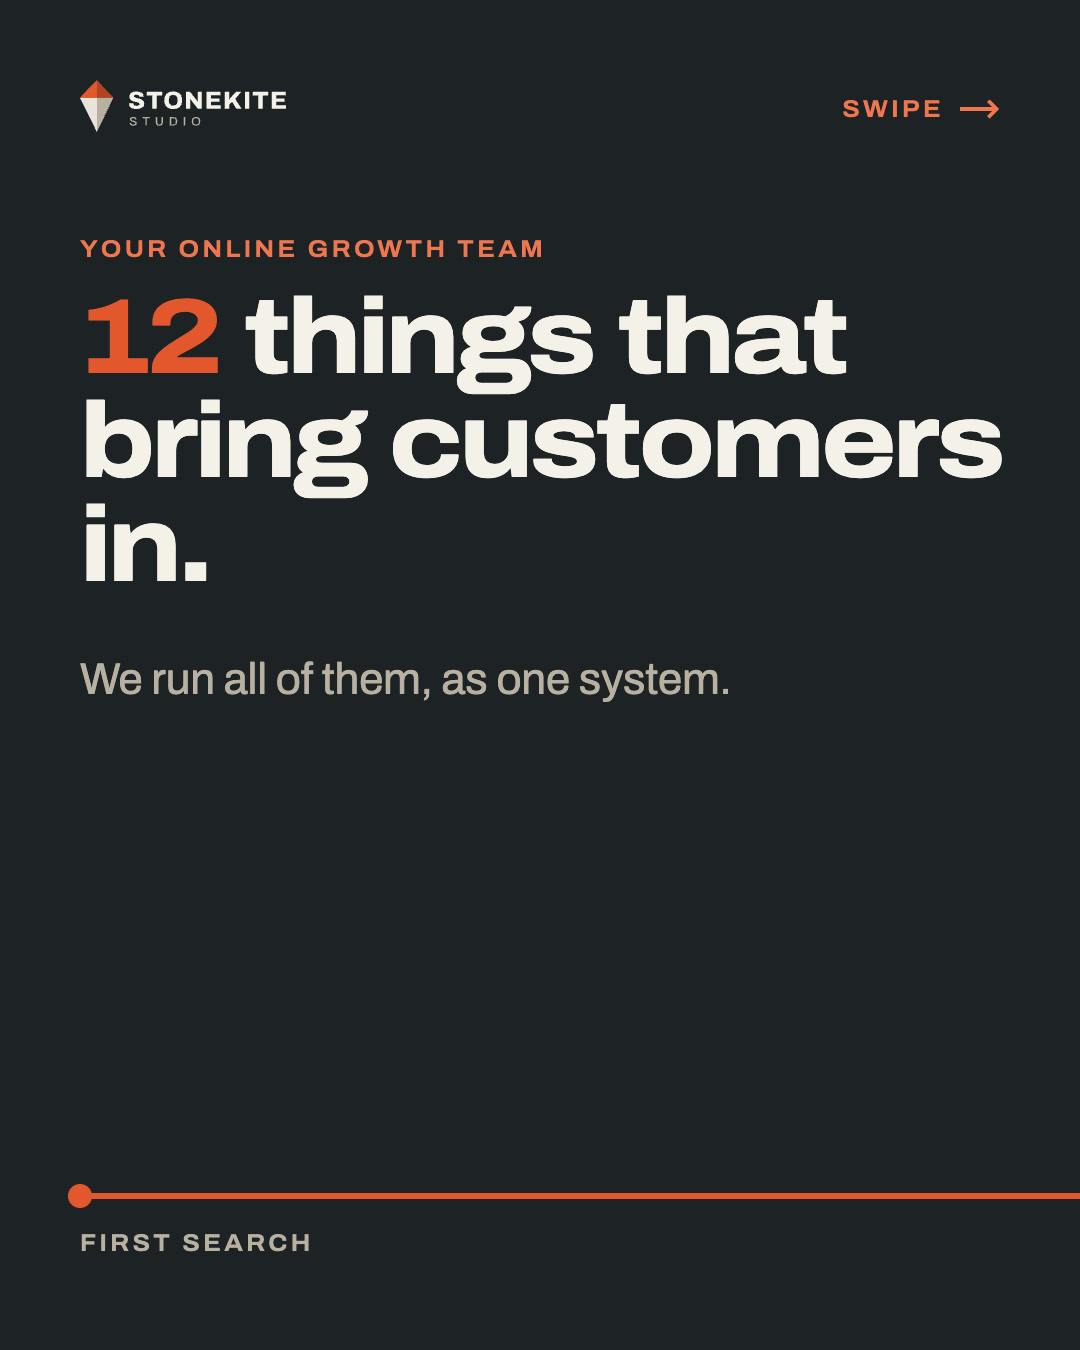 STONEKITE
STUDIO
SWIPE
YOUR ONLINE GROWTH TEAM
12 things that
bring customers
in.
We run all of them, as one system.
FIRST SEARCH